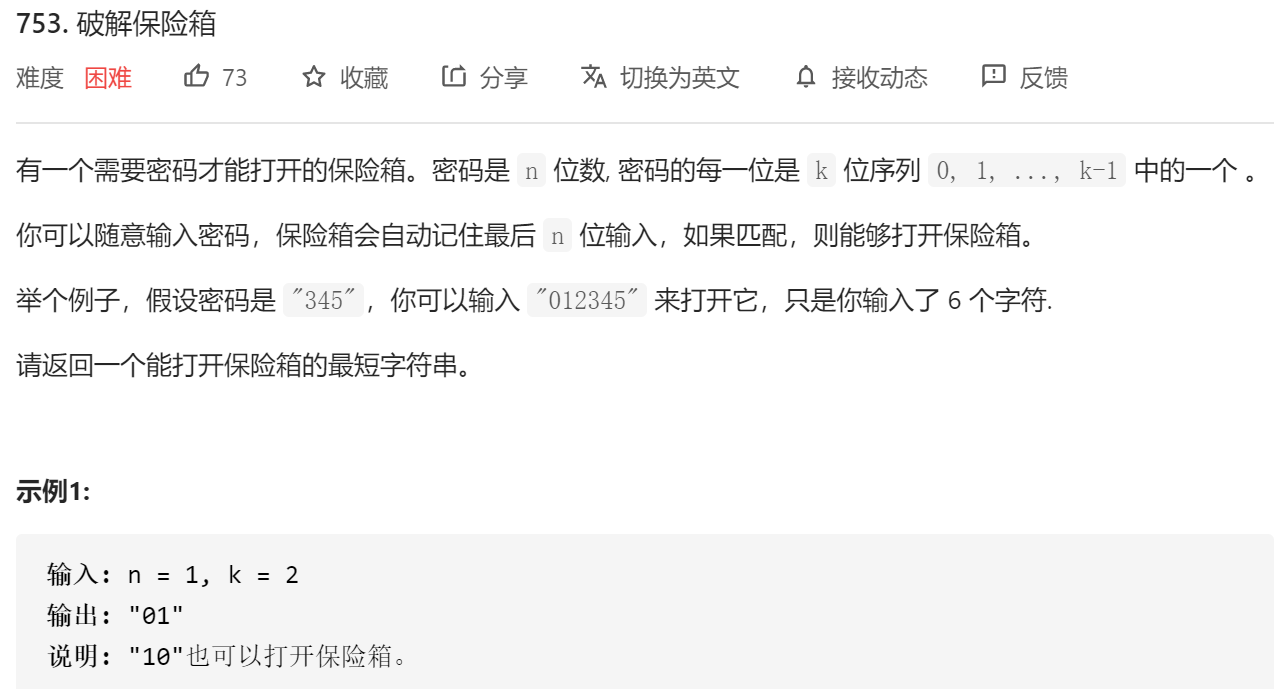 753. 破解保险箱
难度 困难 73 收藏 分享 切换为英文 接收动态 反馈
有一个需要密码才能打开的保险箱。密码是 n 位数, 密码的每一位是 k 位序列 0, 1, ..., k-1 中的一个 。
你可以随意输入密码，保险箱会自动记住最后 n 位输入，如果匹配，则能够打开保险箱。
举个例子，假设密码是 "345"，你可以输入 "012345" 来打开它，只是你输入了 6 个字符.
请返回一个能打开保险箱的最短字符串。
示例1:
输入: n = 1, k = 2
输出: "01"
说明: "10"也可以打开保险箱。